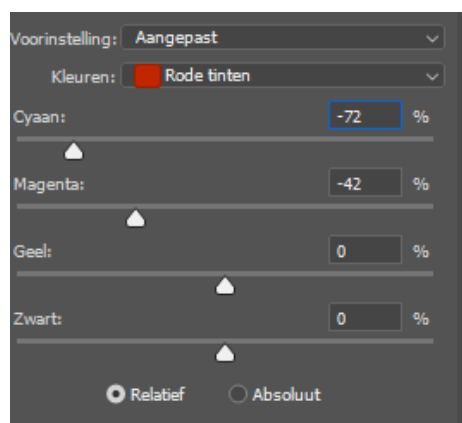 Voorinstelling: Aangepast
Kleuren: Rode tinten
Cyaan: -72 %
Magenta: -42 %
Geel: 0 %
Zwart: 0 %
Relatief Absoluut